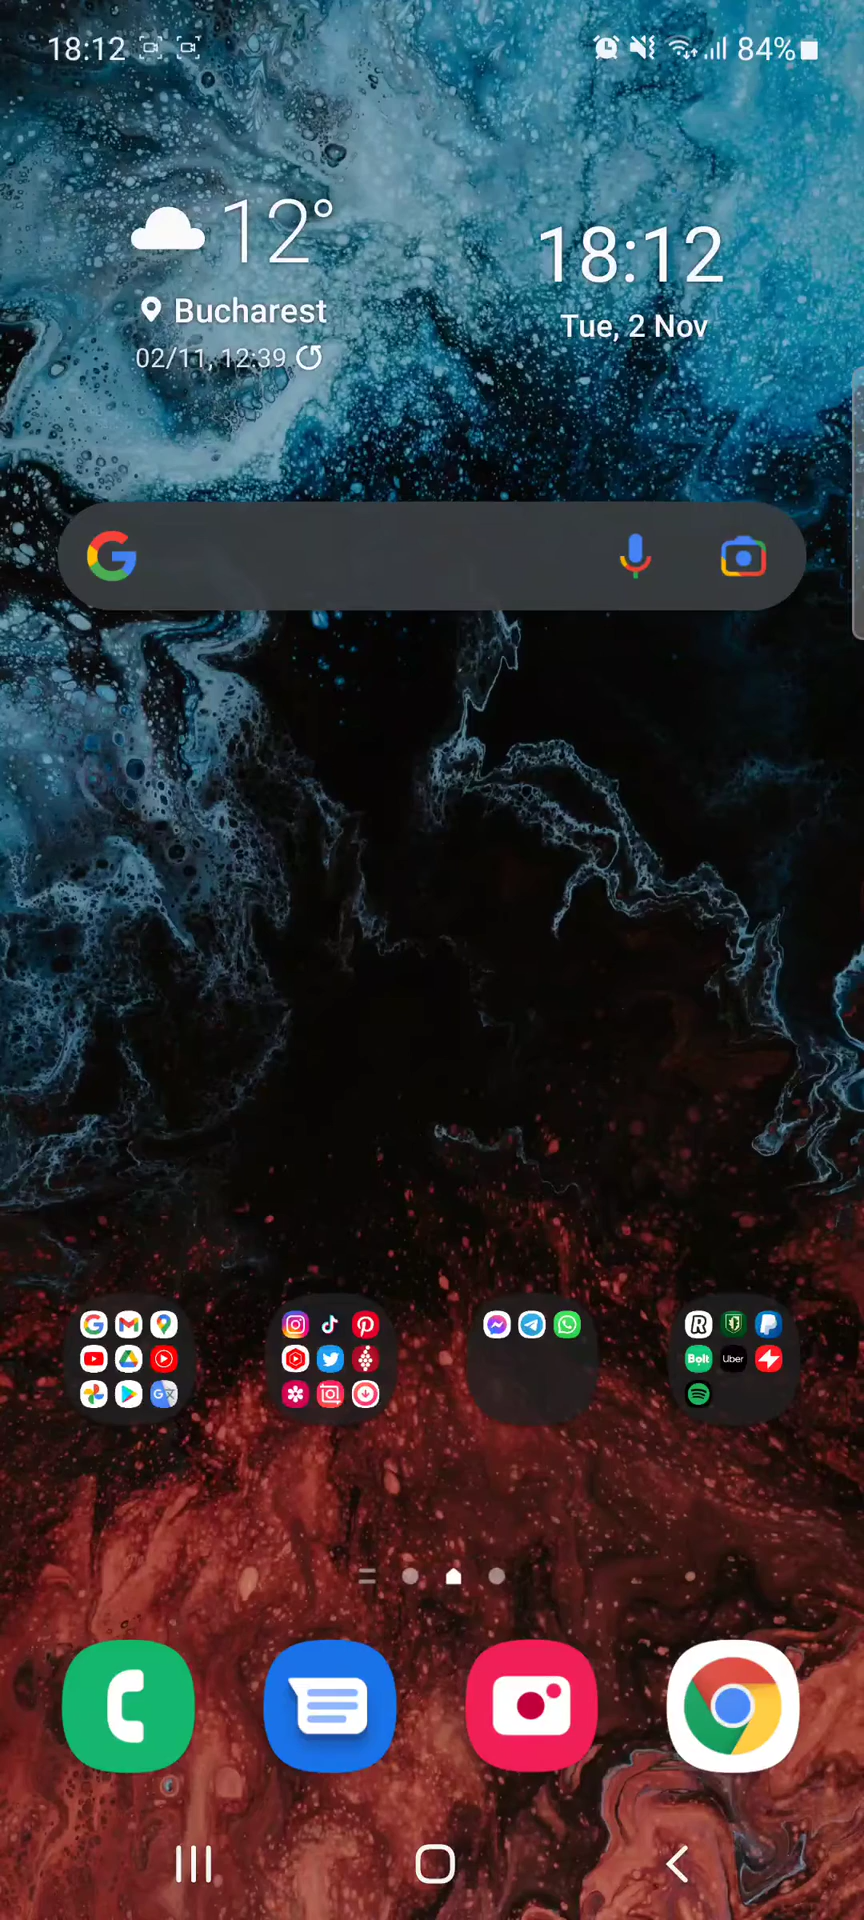 18:12
84%
12°
Bucharest
02/11, 12:39
18:12
Tue, 2 Nov
Bolt
Uber